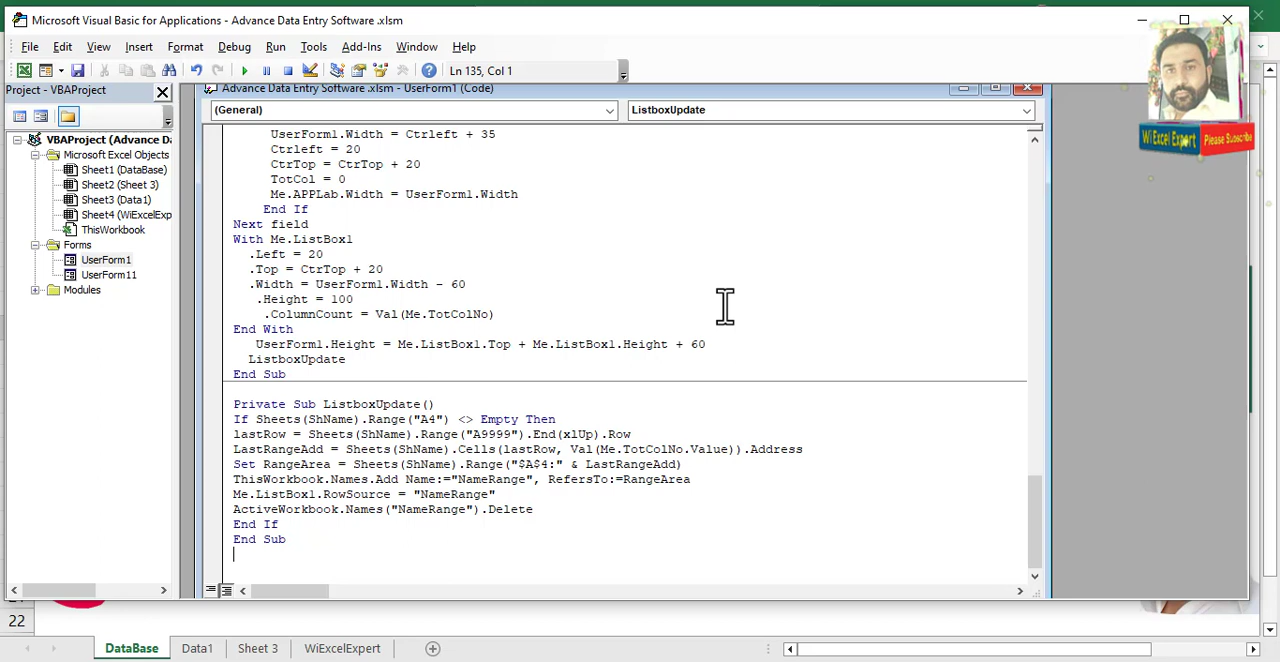 Microsoft Visual Basic for Applications - Advance Data Entry Software .xlsm
File Edit View Insert Format Debug Run Tools Add-Ins Window Help
Ln 135, Col 1
WiExcel Expert
Please Subscribe
Project - VBAProject
VBAProject (Advance Da
Microsoft Excel Objects
Sheet1 (DataBase)
Sheet2 (Sheet 3)
Sheet3 (Data1)
Sheet4 (WiExcelExp
ThisWorkbook
Forms
UserForm1
UserForm11
Modules
Advance Data Entry Software .xlsm - UserForm1 (Code)
(General)
ListboxUpdate
UserForm1.Width = Ctrleft + 35
Ctrleft = 20
CtrTop = CtrTop + 20
TotCol = 0
Me.APPLab.Width = UserForm1.Width
End If
Next field
With Me.ListBox1
.Left = 20
.Top = CtrTop + 20
.Width = UserForm1.Width - 60
.Height = 100
.ColumnCount = Val(Me.TotColNo)
End With
UserForm1.Height = Me.ListBox1.Top + Me.ListBox1.Height + 60
ListboxUpdate
End Sub
Private Sub ListboxUpdate()
If Sheets(ShName).Range("A4") <> Empty Then
lastRow = Sheets(ShName).Range("A9999").End(xlUp).Row
LastRangeAdd = Sheets(ShName).Cells(lastRow, Val(Me.TotColNo.Value)).Address
Set RangeArea = Sheets(ShName).Range("$A$4:" & LastRangeAdd)
ThisWorkbook.Names.Add Name:="NameRange", RefersTo:=RangeArea
Me.ListBox1.RowSource = "NameRange"
ActiveWorkbook.Names("NameRange").Delete
End If
End Sub
22
DataBase Data1 Sheet 3 WiExcelExpert